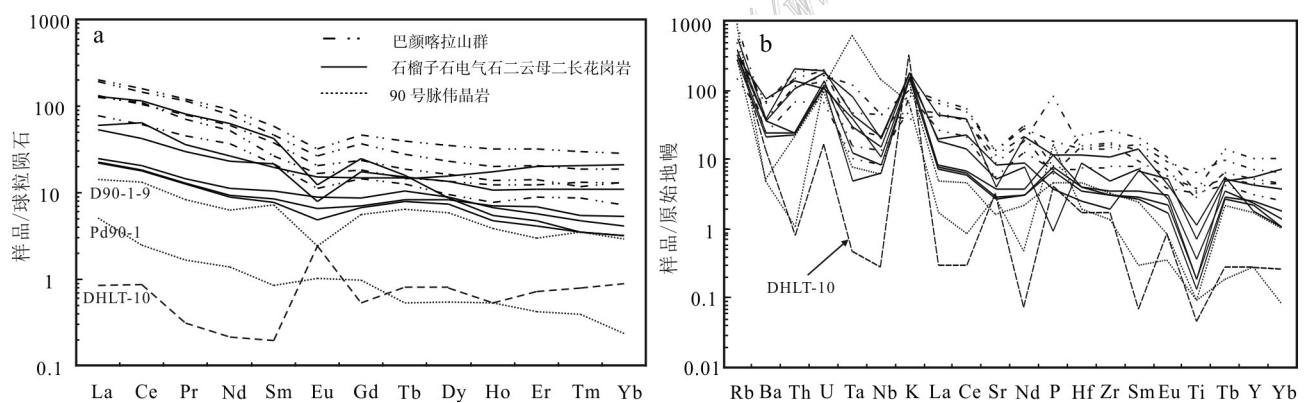 a
样品/球粒陨石
1000
100
10
1
0.1
巴颜喀拉山群
石榴子石电气石二云母二长花岗岩
90 号脉伟晶岩
D90-1-9
Pd90-1
DHLT-10
La Ce Pr Nd Sm Eu Gd Tb Dy Ho Er Tm Yb
b
样品/原始地幔
1000
100
10
1
0.1
0.01
DHLT-10
Rb Ba Th U Ta Nb K La Ce Sr Nd P Hf Zr Sm Eu Ti Tb Y Yb